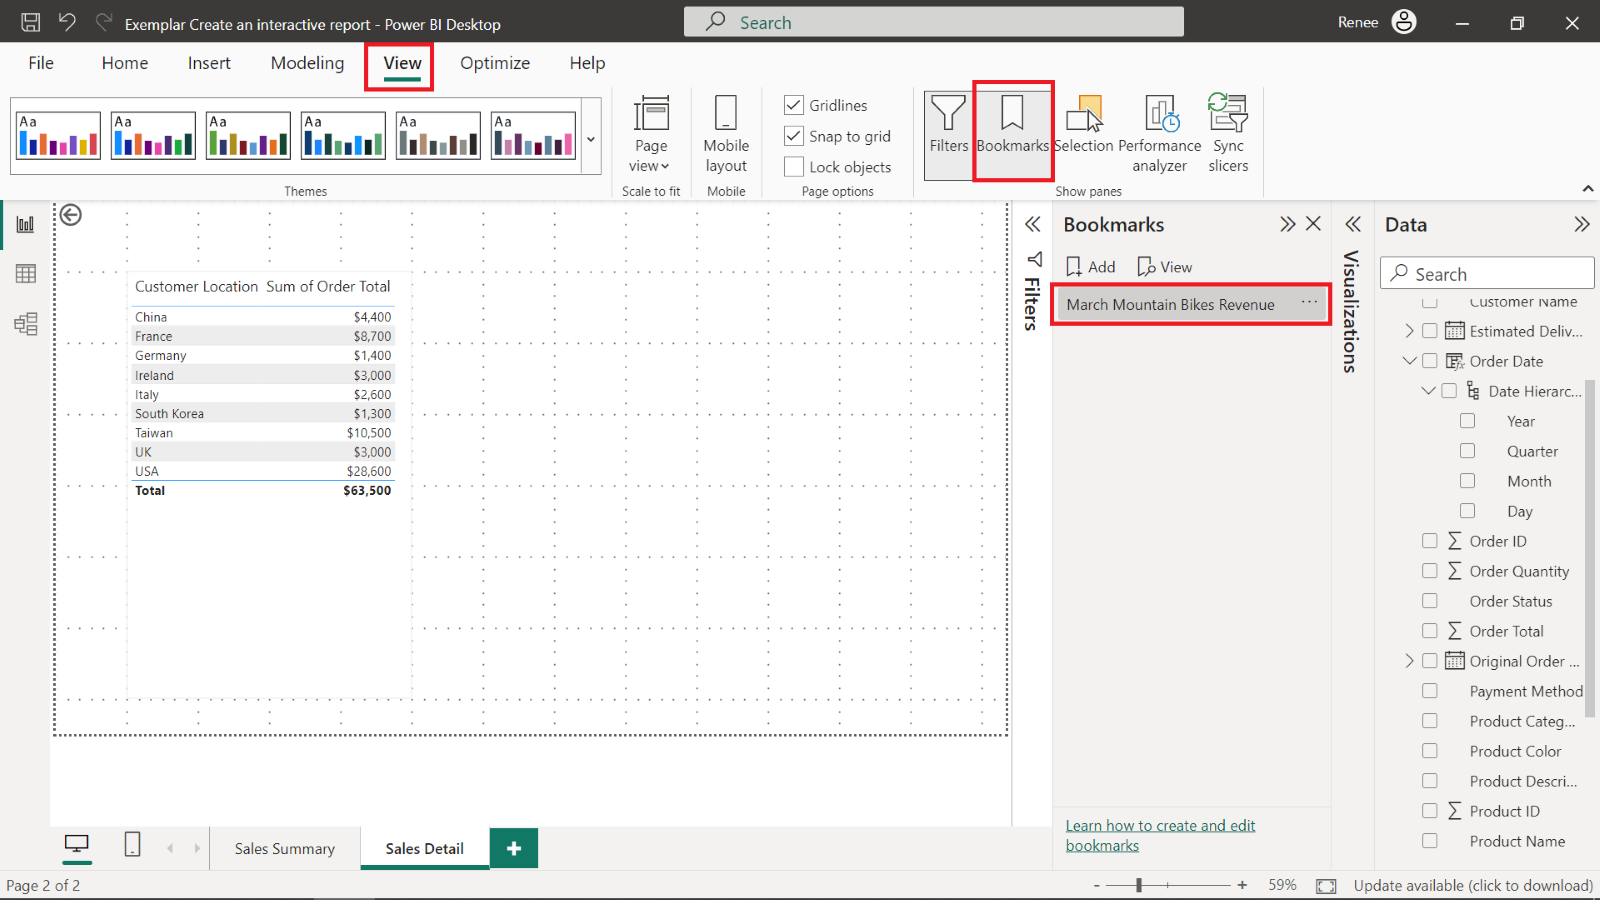 Exemplar Create an interactive report - Power BI Desktop
Search
Renee
File Home Insert Modeling View Optimize Help
Aa Aa Aa Aa Aa Aa
Themes
Page view
Scale to fit
Mobile layout
Mobile
Gridlines
Snap to grid
Lock objects
Page options
Filters
Bookmarks
Selection
Performance analyzer
Sync slicers
Show panes
Customer Location Sum of Order Total
China $4,400
France $8,700
Germany $1,400
Ireland $3,000
Italy $2,600
South Korea $1,300
Taiwan $10,500
UK $3,000
USA $28,600
Total $63,500
Filters
Bookmarks
Add View
March Mountain Bikes Revenue ...
Learn how to create and edit
bookmarks
Visualizations
Data
Search
Customer Name
Estimated Deliv...
Order Date
Date Hierarc...
Year
Quarter
Month
Day
Order ID
Order Quantity
Order Status
Order Total
Original Order ...
Payment Method
Product Categ...
Product Color
Product Descri...
Product ID
Product Name
Sales Summary Sales Detail +
Page 2 of 2
- + 59% Update available (click to download)